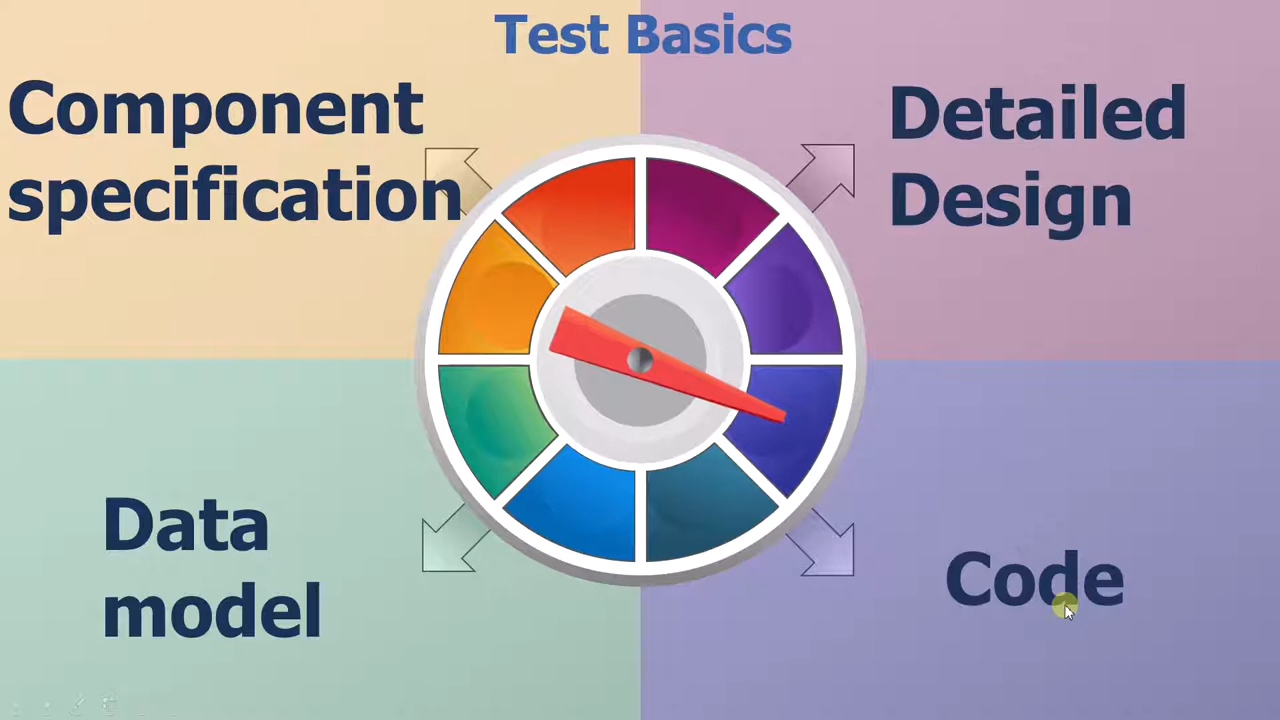 Test Basics
Component
specification
Detailed
Design
Data
model
Code